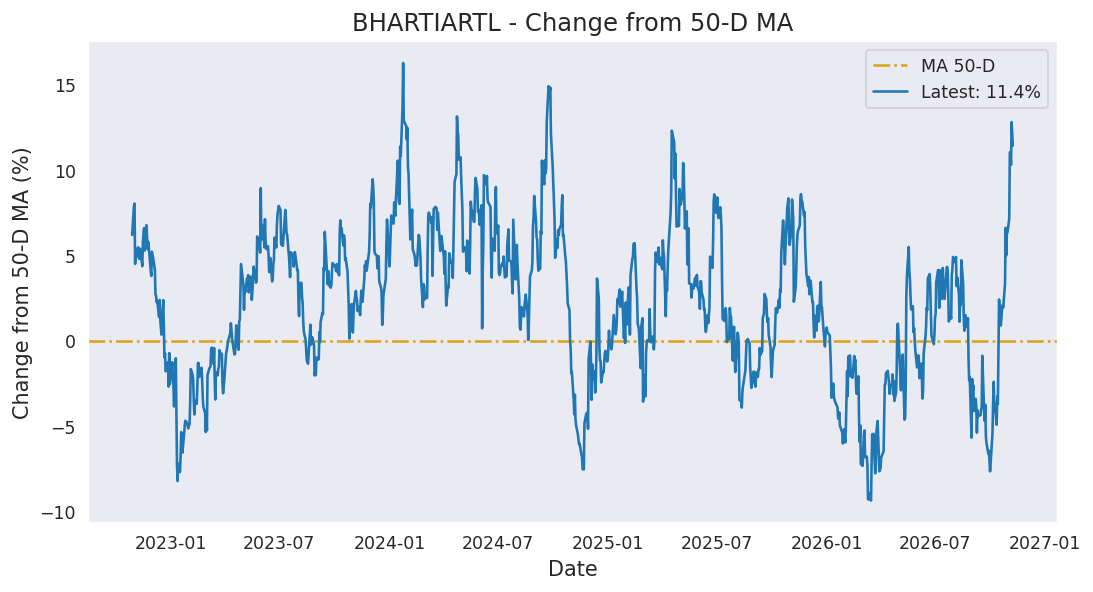 BHARTIARTL - Change from 50-D MA
MA 50-D
Latest: 11.4%
Change from 50-D MA (%)
15
10
5
0
−5
−10
2023-01 2023-07 2024-01 2024-07 2025-01 2025-07 2026-01 2026-07 2027-01
Date